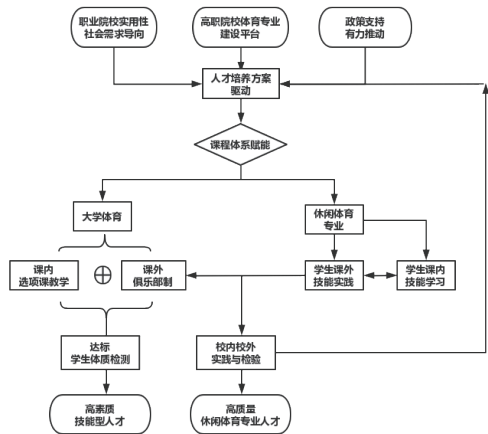 职业院校实用性
社会需求导向
高职院校体育专业
建设平台
政策支持
有力推动
人才培养方案
驱动
课程体系赋能
大学体育
休闲体育
专业
课内
选项课教学
课外
俱乐部制
学生课外
技能实践
学生课内
技能学习
达标
学生体质检测
校内校外
实践与检验
高素质
技能型人才
高质量
休闲体育专业人才